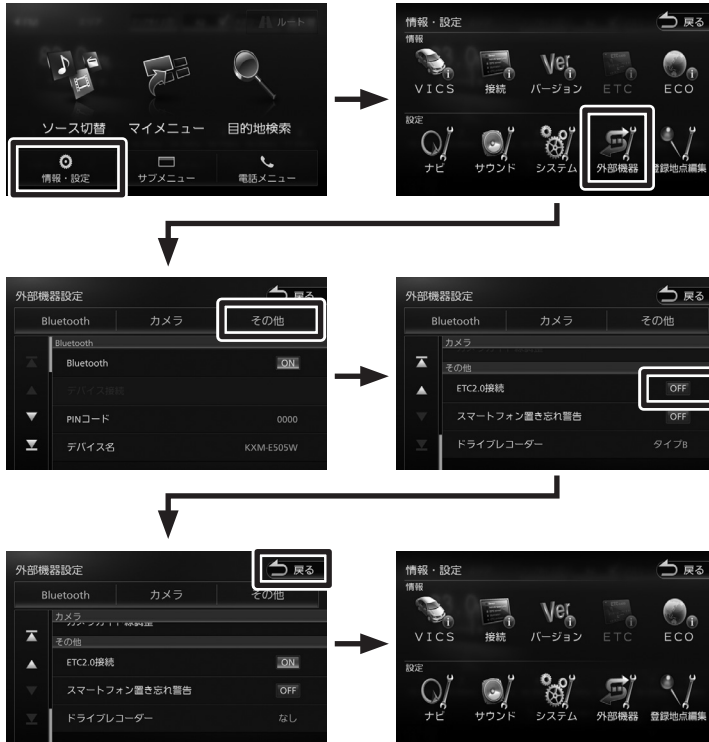 ルート
ソース切替 マイメニュー 目的地検索
情報・設定 サブメニュー 電話メニュー
情報・設定 戻る
情報
VICS 接続 Ver バージョン ETC ECO
設定
ナビ サウンド システム 外部機器 登録地点編集
外部機器設定 戻る
Bluetooth カメラ その他
Bluetooth
Bluetooth ON
デバイス接続
PINコード 0000
デバイス名 KXM-E505W
外部機器設定 戻る
Bluetooth カメラ その他
カメラ
その他
ETC2.0接続 OFF
スマートフォン置き忘れ警告 OFF
ドライブレコーダー タイプB
外部機器設定 戻る
Bluetooth カメラ その他
カメラ
その他
ETC2.0接続 ON
スマートフォン置き忘れ警告 OFF
ドライブレコーダー なし
情報・設定 戻る
情報
VICS 接続 Ver バージョン ETC ECO
設定
ナビ サウンド システム 外部機器 登録地点編集